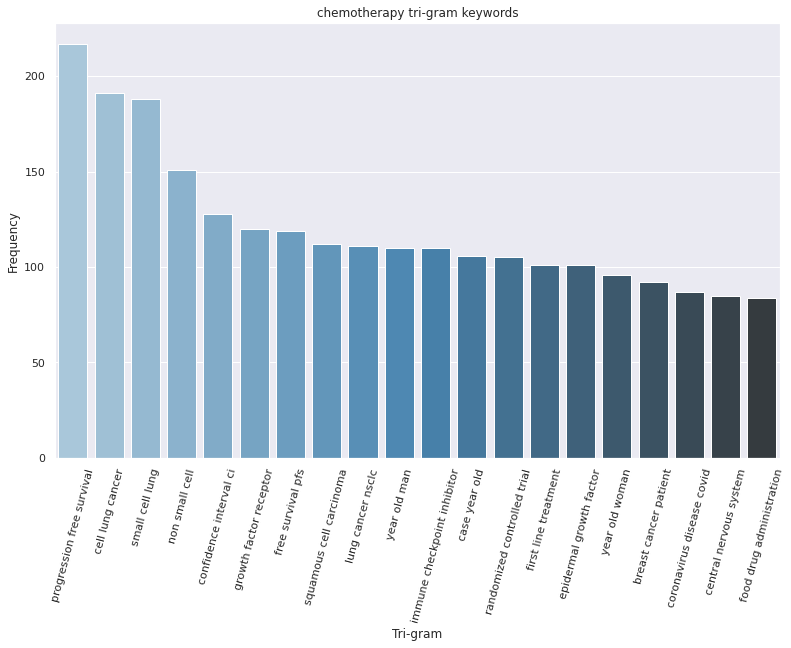 chemotherapy tri-gram keywords
Frequency
200
150
100
50
0
progression free survival
cell lung cancer
small cell lung
non small cell
confidence interval ci
growth factor receptor
free survival pfs
squamous cell carcinoma
lung cancer nsclc
year old man
immune checkpoint inhibitor
case year old
randomized controlled trial
first line treatment
epidermal growth factor
year old woman
breast cancer patient
coronavirus disease covid
central nervous system
food drug administration
Tri-gram